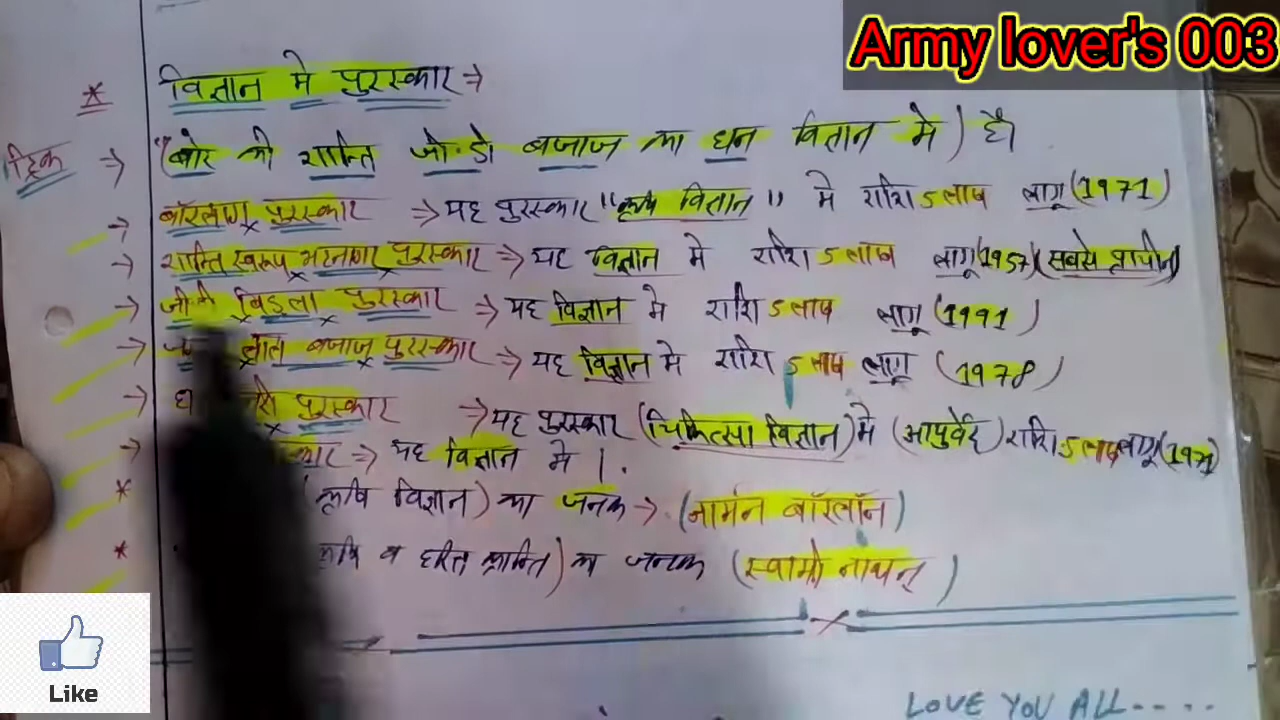 Army lover's 003
* विज्ञान मे पुरस्कार ⇒
ट्रिक ⇒ "(बोर की शान्ति जी.डी बजाज का धन विज्ञान मे) है।
→ बॉरलॉग पुरस्कार ⇒ यह पुरस्कार "कृषि विज्ञान" मे राशि 5 लाख लागू (1971)
→ शान्ति स्वरूप भटनागर पुरस्कार ⇒ यह विज्ञान मे राशि 5 लाख लागू 1957) (सबसे प्राचीन)
→ जी.डी बिडला पुरस्कार ⇒ यह विज्ञान मे राशि 5 लाख लागू (1991)
→ लाल बजाज पुरस्कार ⇒ यह विज्ञान मे राशि 5 लाख लागू (1978)
→ पुरस्कार ⇒ यह पुरस्कार (चिकित्सा विज्ञान) मे (आयुर्वेद) राशि 5 लाख लागू (1971)
→ ⇒ यह विज्ञान मे ।.
* कृषि विज्ञान) का जनक → (नार्मन बॉरलॉन)
* कृषि व हरित क्रान्ति) का जनक (स्वामी नाथन्)
Like
LOVE YOU ALL....